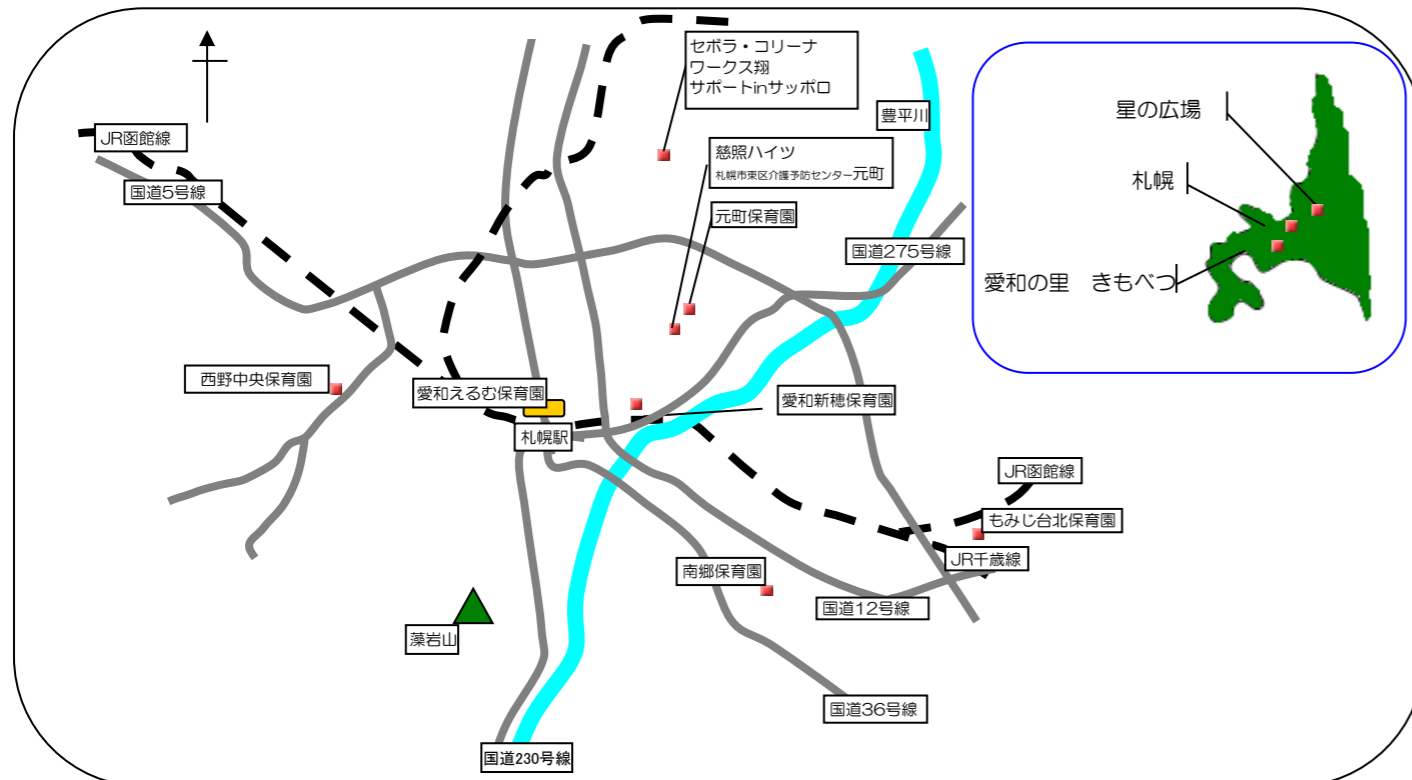 セボラ・コリーナ
ワークス翔
サポートinサッポロ
豊平川
JR函館線
国道5号線
慈照ハイツ
札幌市東区介護予防センター元町
元町保育園
国道275号線
星の広場
札幌
愛和の里 きもべつ
西野中央保育園
愛和えるむ保育園
愛和新穂保育園
札幌駅
JR函館線
もみじ台北保育園
JR千歳線
南郷保育園
国道12号線
藻岩山
国道36号線
国道230号線